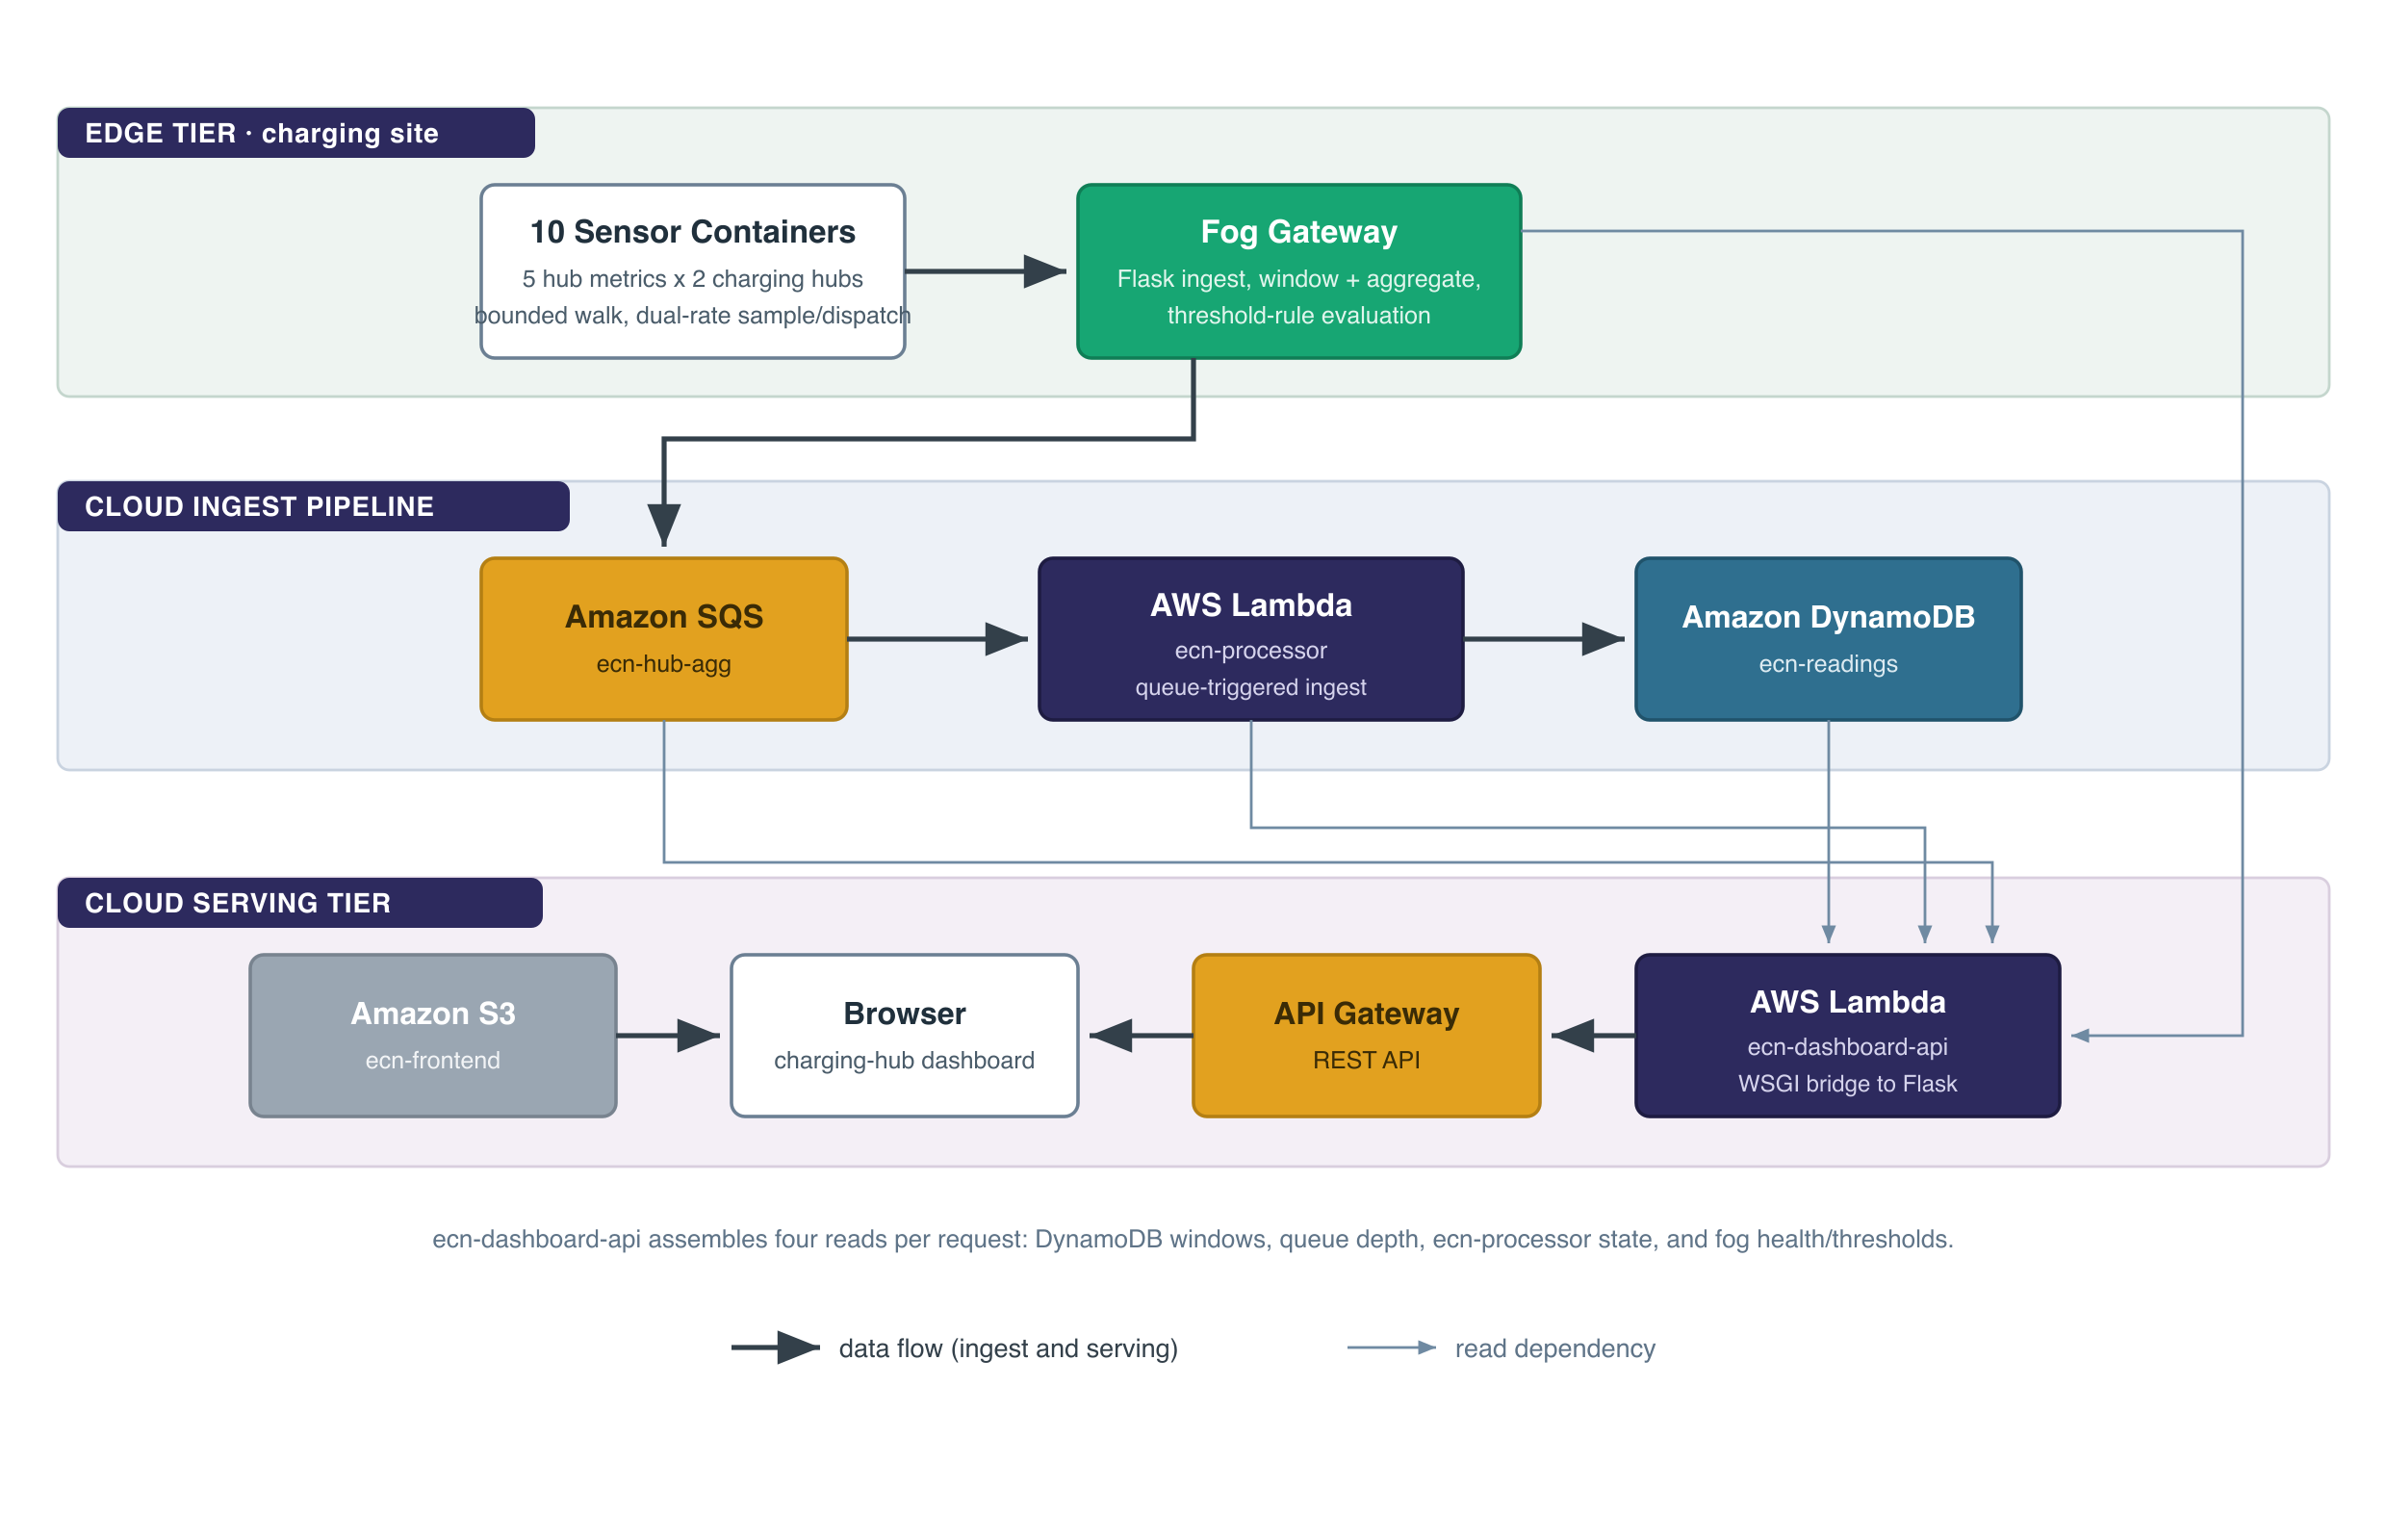 EDGE TIER · charging site
10 Sensor Containers
5 hub metrics x 2 charging hubs
bounded walk, dual-rate sample/dispatch
Fog Gateway
Flask ingest, window + aggregate,
threshold-rule evaluation
CLOUD INGEST PIPELINE
Amazon SQS
ecn-hub-agg
AWS Lambda
ecn-processor
queue-triggered ingest
Amazon DynamoDB
ecn-readings
CLOUD SERVING TIER
Amazon S3
ecn-frontend
Browser
charging-hub dashboard
API Gateway
REST API
AWS Lambda
ecn-dashboard-api
WSGI bridge to Flask
ecn-dashboard-api assembles four reads per request: DynamoDB windows, queue depth, ecn-processor state, and fog health/thresholds.
data flow (ingest and serving)
read dependency